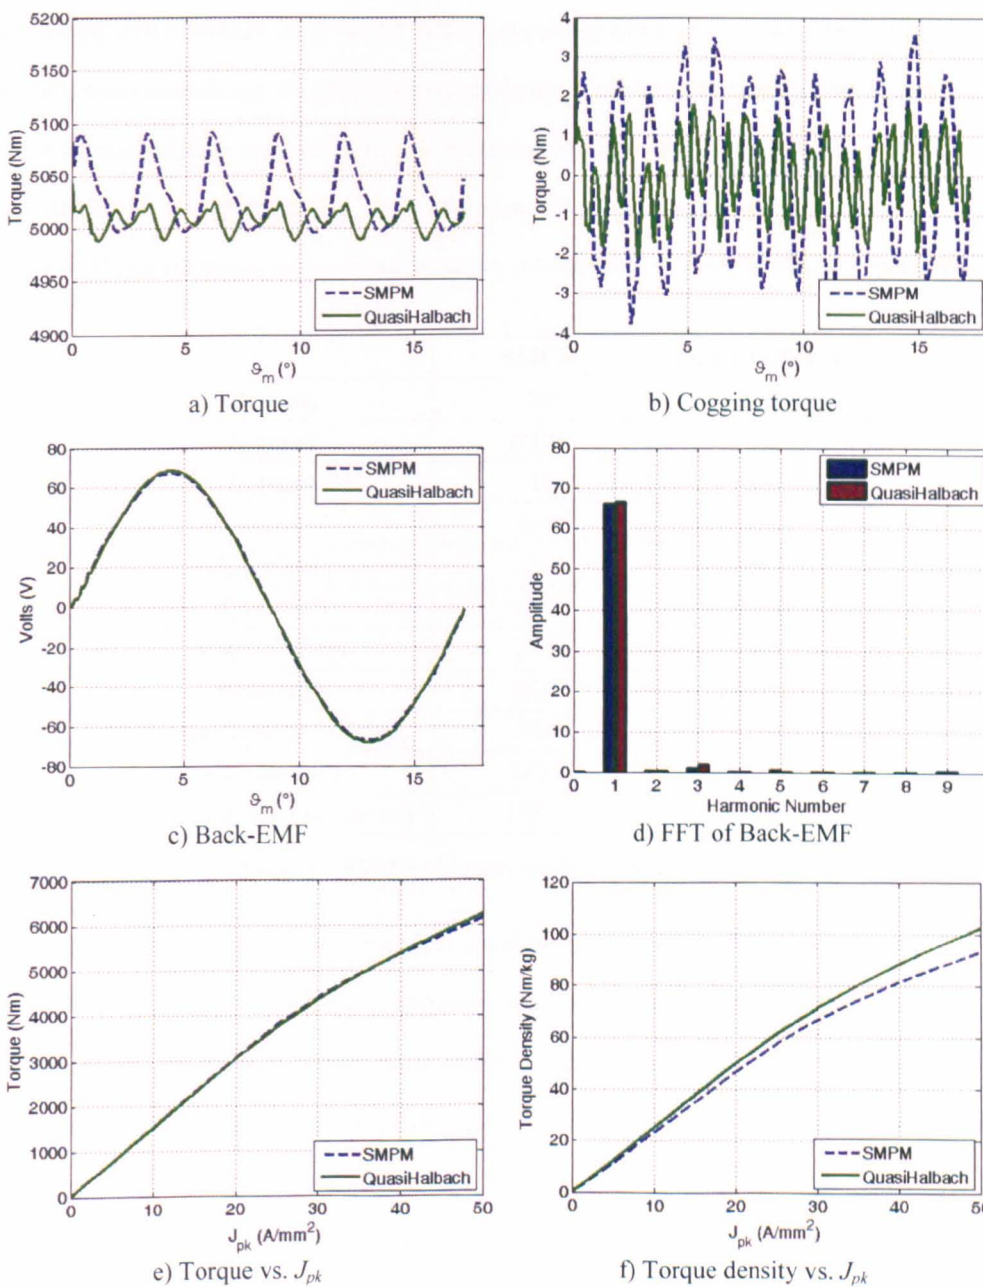 5200
5150
5100
5050
5000
4950
4900
Torque (Nm)
0 5 10 15
ϑm (°)
SMPM
QuasiHalbach
a) Torque
4
3
2
1
0
-1
-2
-3
-4
Torque (Nm)
0 5 10 15
ϑm (°)
SMPM
QuasiHalbach
b) Cogging torque
80
60
40
20
0
-20
-40
-60
-80
Volts (V)
0 5 10 15
ϑm (°)
SMPM
QuasiHalbach
c) Back-EMF
80
70
60
50
40
30
20
10
0
Amplitude
0 1 2 3 4 5 6 7 8 9
Harmonic Number
SMPM
QuasiHalbach
d) FFT of Back-EMF
7000
6000
5000
4000
3000
2000
1000
0
Torque (Nm)
0 10 20 30 40 50
Jpk (A/mm²)
SMPM
QuasiHalbach
e) Torque vs. Jpk
120
100
80
60
40
20
0
Torque Density (Nm/kg)
0 10 20 30 40 50
Jpk (A/mm²)
SMPM
QuasiHalbach
f) Torque density vs. Jpk